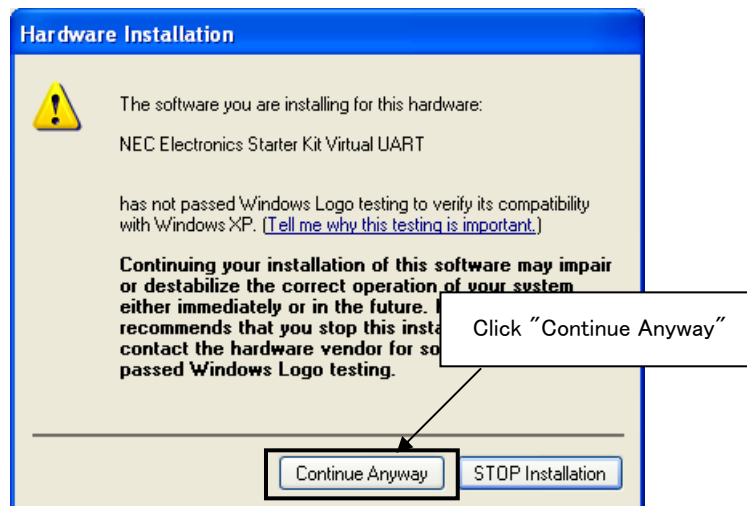 Hardware Installation
The software you are installing for this hardware:
NEC Electronics Starter Kit Virtual UART
has not passed Windows Logo testing to verify its compatibility
with Windows XP. (Tell me why this testing is important.)
Continuing your installation of this software may impair
or destabilize the correct operation of your system
either immediately or in the future.
recommends that you stop this
contact the hardware vendor for
passed Windows Logo testing.
Click "Continue Anyway"
Continue Anyway
STOP Installation